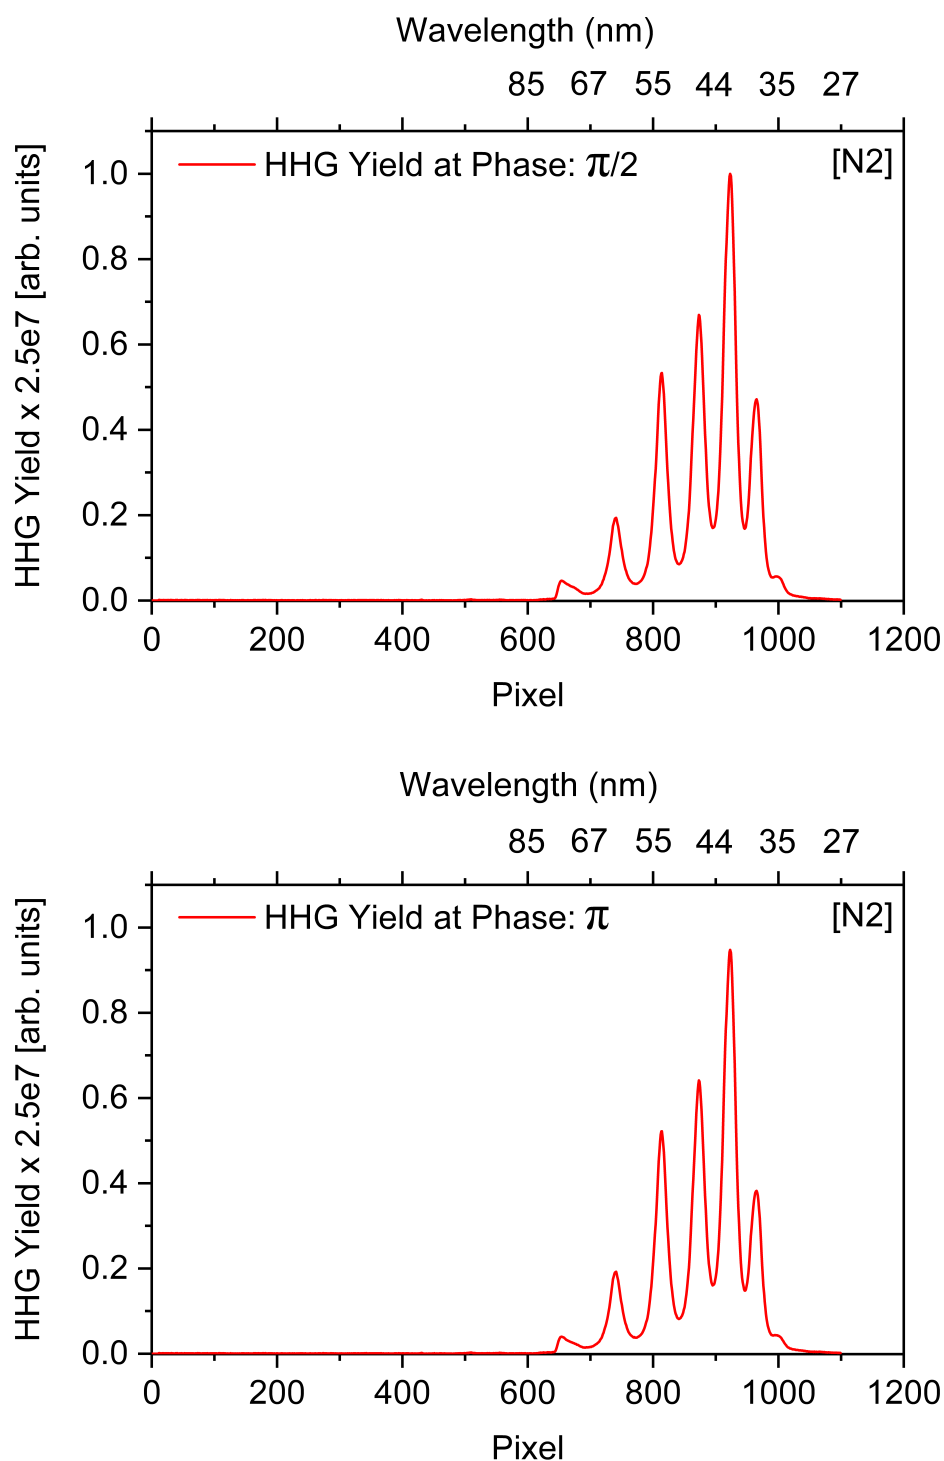 Wavelength (nm)
85 67 55 44 35 27
HHG Yield at Phase: π/2
[N2]
HHG Yield x 2.5e7 [arb. units]
1.0
0.8
0.6
0.4
0.2
0.0
0 200 400 600 800 1000 1200
Pixel
Wavelength (nm)
85 67 55 44 35 27
HHG Yield at Phase: π
[N2]
HHG Yield x 2.5e7 [arb. units]
1.0
0.8
0.6
0.4
0.2
0.0
0 200 400 600 800 1000 1200
Pixel